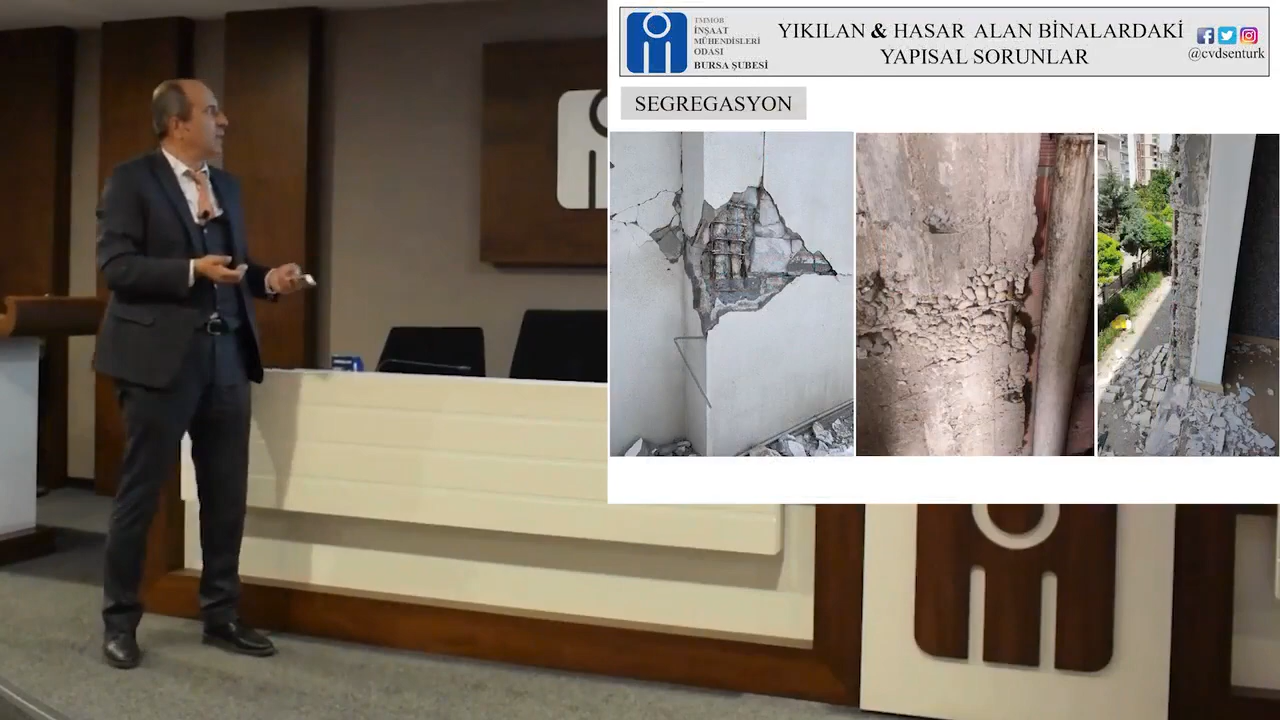 TMMOB
İNŞAAT
MÜHENDİSLERİ
ODASI
BURSA ŞUBESİ
YIKILAN & HASAR ALAN BİNALARDAKİ
YAPISAL SORUNLAR
@cvdsenturk
SEGREGASYON